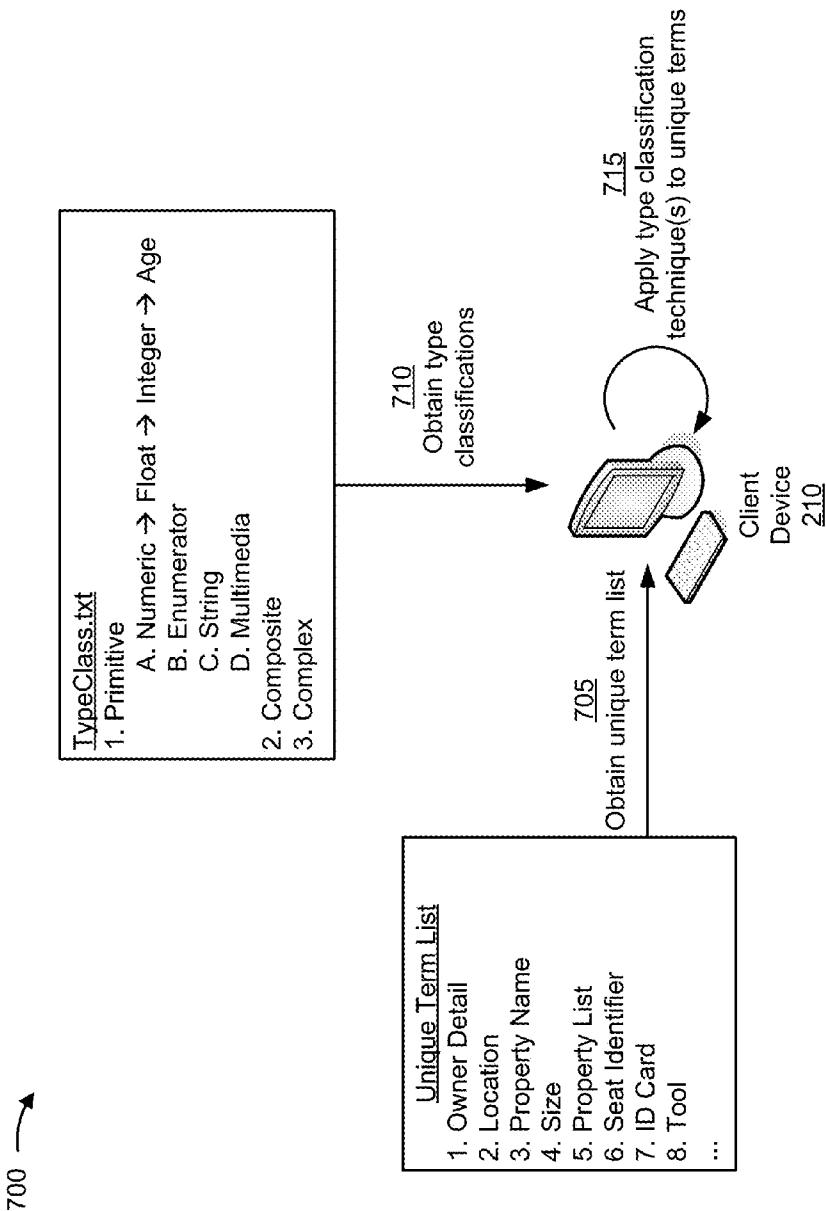 700
TypeClass.txt
1. Primitive
A. Numeric → Float → Integer → Age
B. Enumerator
C. String
D. Multimedia
2. Composite
3. Complex
710
Obtain type
classifications
Unique Term List
1. Owner Detail
2. Location
3. Property Name
4. Size
5. Property List
6. Seat Identifier
7. ID Card
8. Tool
...
705
Obtain unique term list
Client
Device
210
715
Apply type classification
technique(s) to unique terms